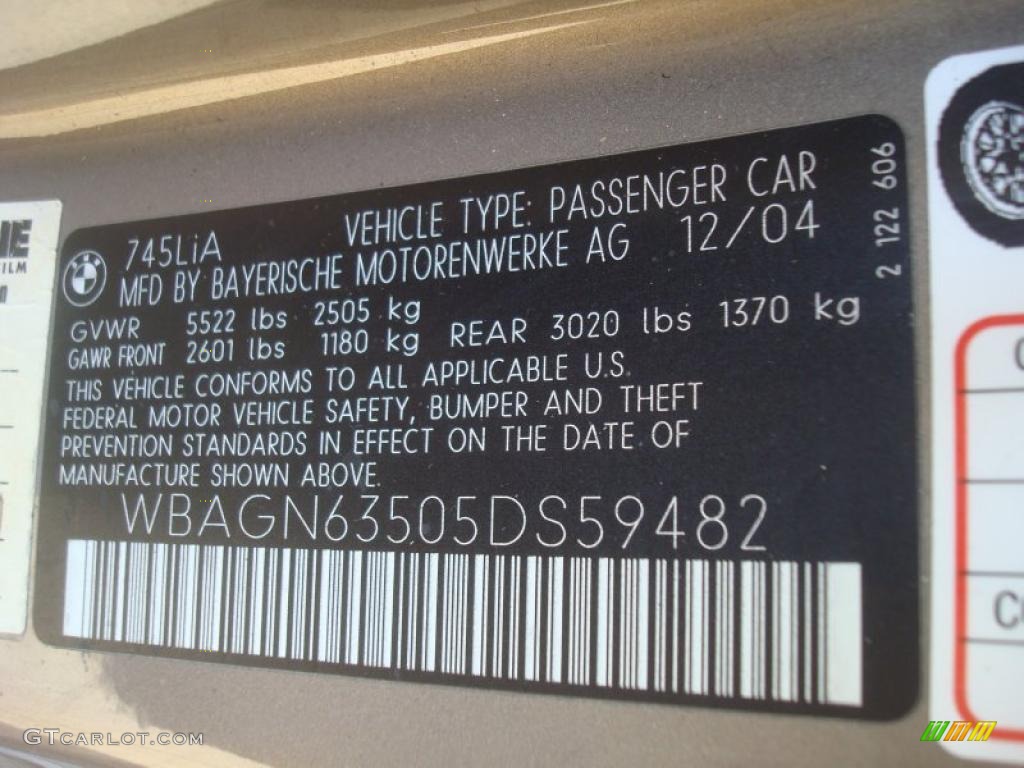 745LiA VEHICLE TYPE: PASSENGER CAR
MFD BY BAYERISCHE MOTORENWERKE AG 12/04
GVWR 5522 lbs 2505 kg
GAWR FRONT 2601 lbs 1180 kg REAR 3020 lbs 1370 kg
THIS VEHICLE CONFORMS TO ALL APPLICABLE U.S.
FEDERAL MOTOR VEHICLE SAFETY, BUMPER AND THEFT
PREVENTION STANDARDS IN EFFECT ON THE DATE OF
MANUFACTURE SHOWN ABOVE.
WBAGN63505DS59482
2 122 606
FILM
GTCARLOT.COM